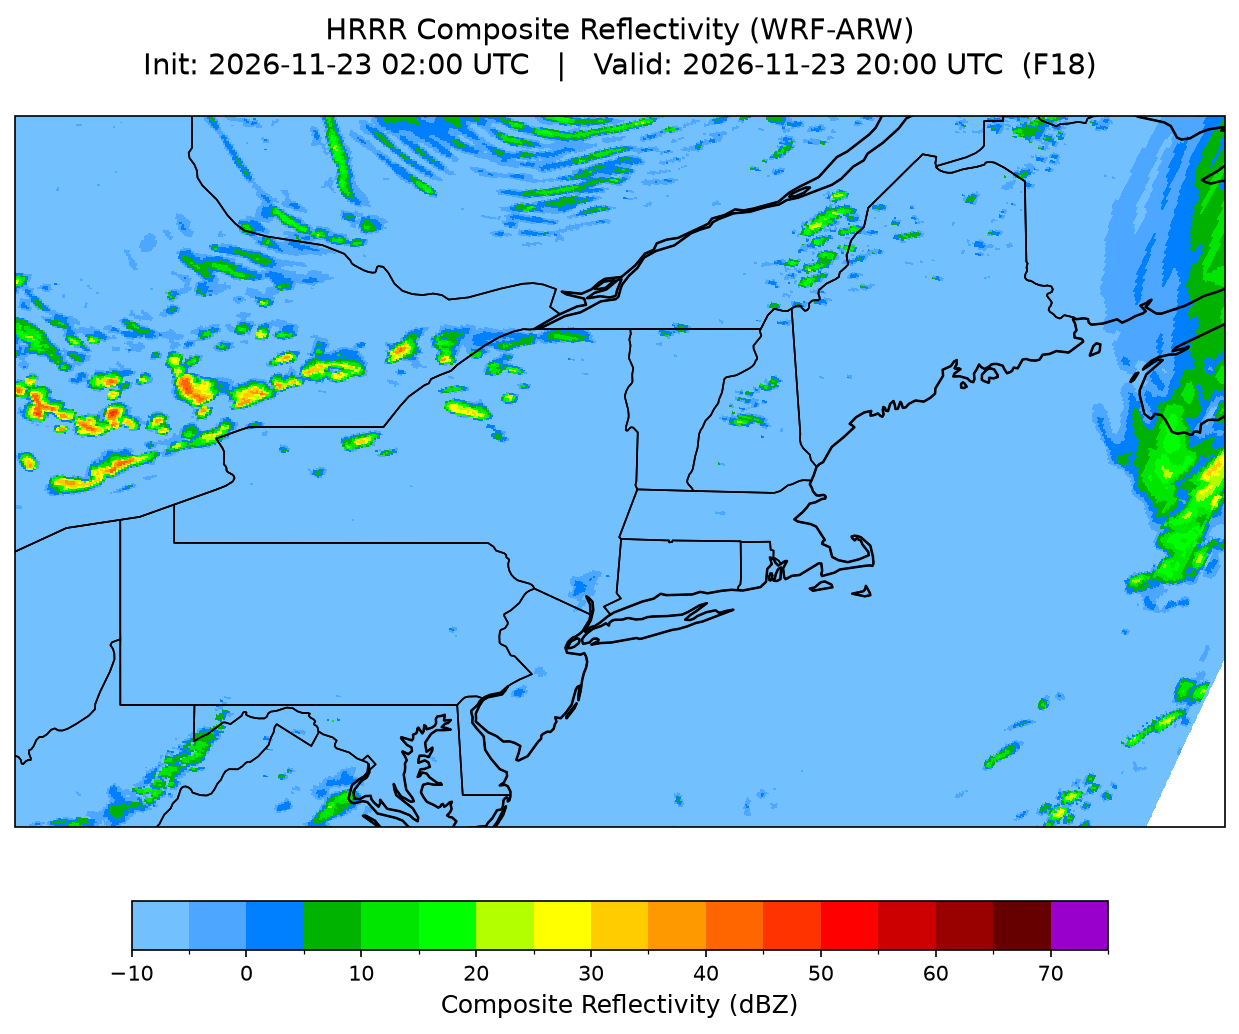 HRRR Composite Reflectivity (WRF-ARW)
Init: 2026-11-23 02:00 UTC | Valid: 2026-11-23 20:00 UTC (F18)
−10 0 10 20 30 40 50 60 70
Composite Reflectivity (dBZ)